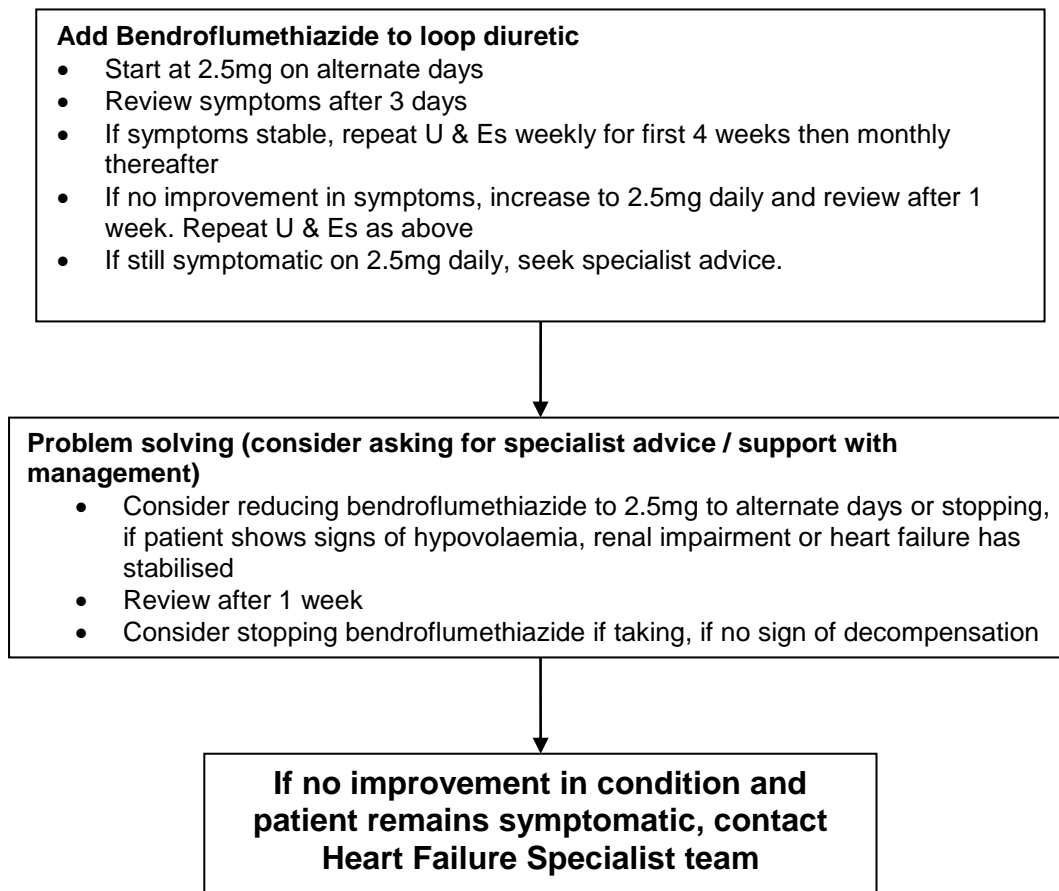 Add Bendroflumethiazide to loop diuretic
• Start at 2.5mg on alternate days
• Review symptoms after 3 days
• If symptoms stable, repeat U & Es weekly for first 4 weeks then monthly
thereafter
• If no improvement in symptoms, increase to 2.5mg daily and review after 1
week. Repeat U & Es as above
• If still symptomatic on 2.5mg daily, seek specialist advice.
Problem solving (consider asking for specialist advice / support with
management)
• Consider reducing bendroflumethiazide to 2.5mg to alternate days or stopping,
if patient shows signs of hypovolaemia, renal impairment or heart failure has
stabilised
• Review after 1 week
• Consider stopping bendroflumethiazide if taking, if no sign of decompensation
If no improvement in condition and
patient remains symptomatic, contact
Heart Failure Specialist team